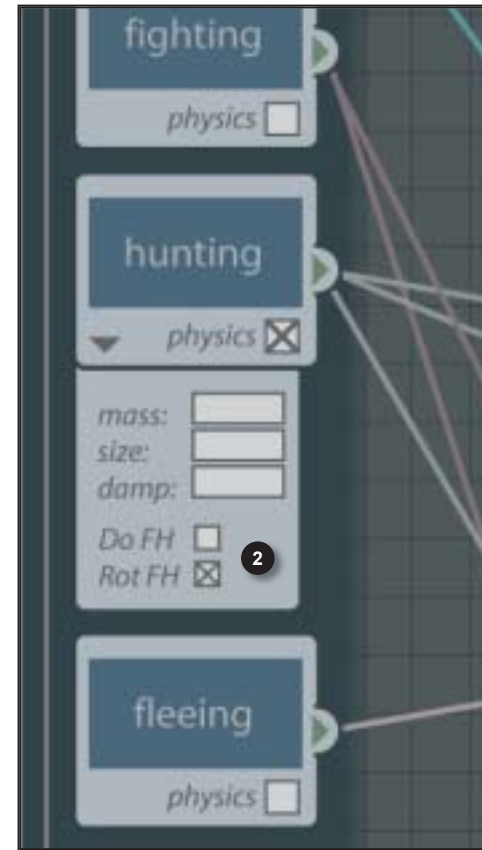 fighting
physics
hunting
physics
mass:
size:
damp:
Do FH
2
Rot FH
fleeing
physics